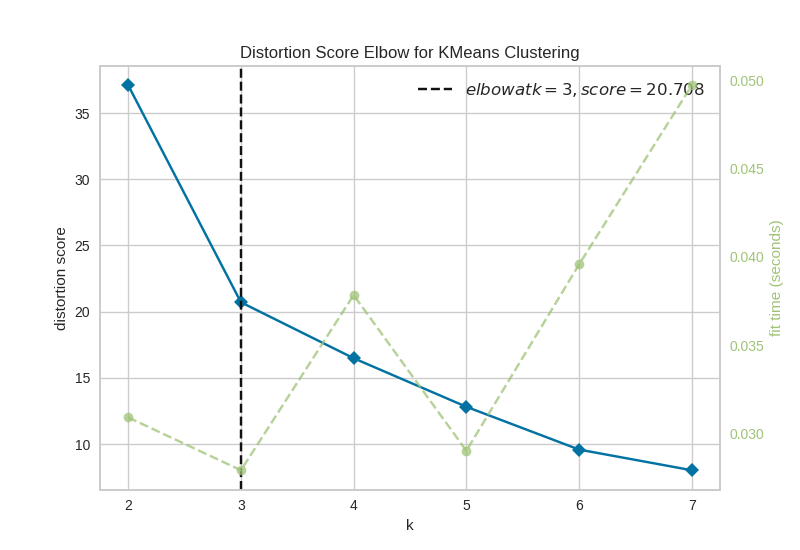 Distortion Score Elbow for KMeans Clustering
elbowatk = 3, score = 20.708
distortion score
35
30
25
20
15
10
0.050
0.045
0.040
0.035
0.030
fit time (seconds)
2 3 4 5 6 7
k